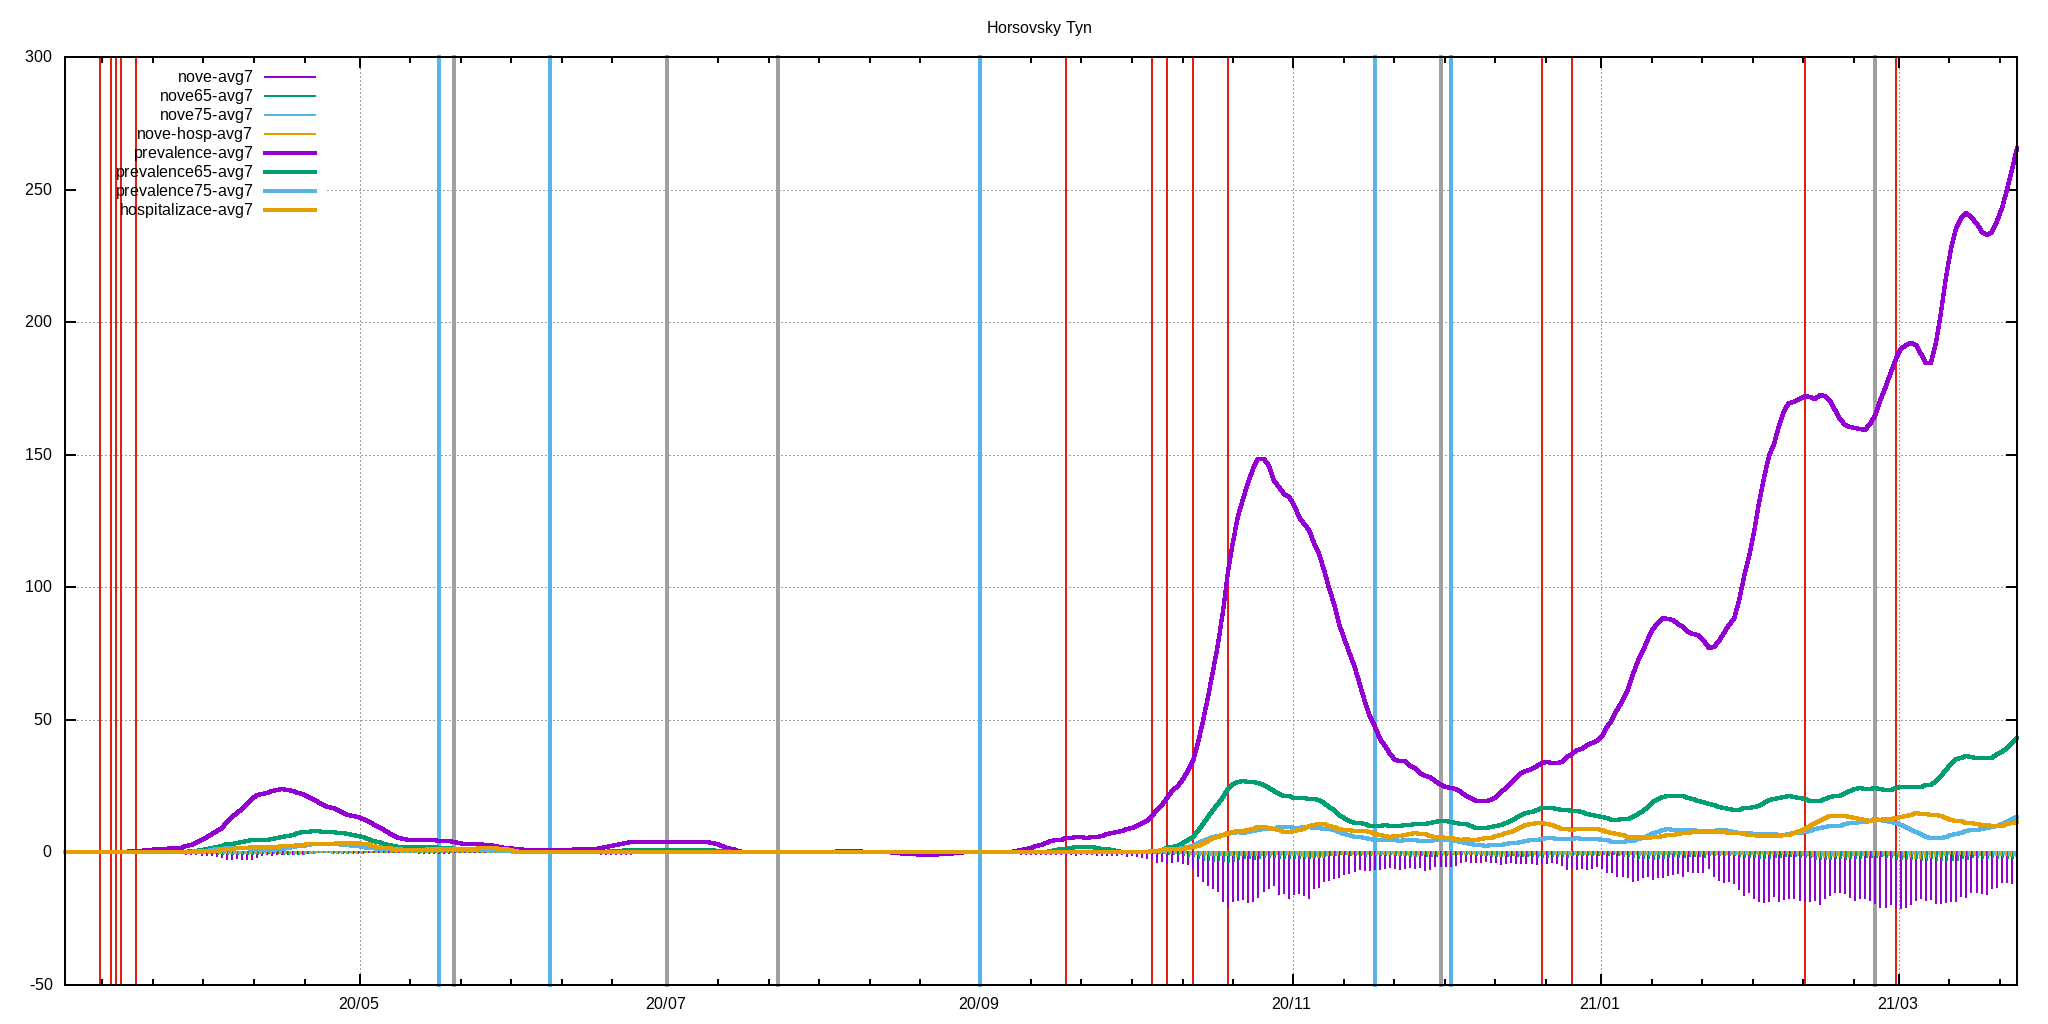 Horsovsky Tyn
300
nove-avg7
nove65-avg7
nove75-avg7
nove-hosp-avg7
prevalence-avg7
prevalence65-avg7
prevalence75-avg7
hospitalizace-avg7
250
200
150
100
50
0
-50
20/05 20/07 20/09 20/11 21/01 21/03